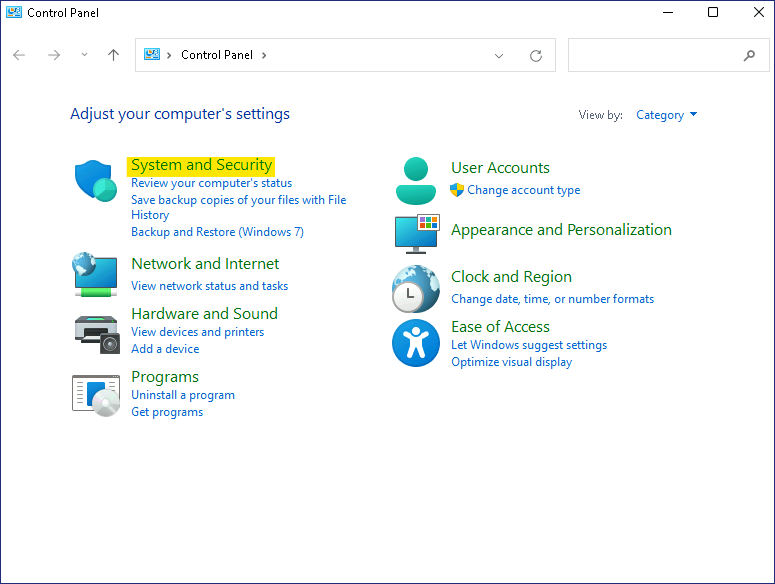 Control Panel
Control Panel
Adjust your computer's settings
View by: Category
System and Security
Review your computer's status
Save backup copies of your files with File
History
Backup and Restore (Windows 7)
Network and Internet
View network status and tasks
Hardware and Sound
View devices and printers
Add a device
Programs
Uninstall a program
Get programs
User Accounts
Change account type
Appearance and Personalization
Clock and Region
Change date, time, or number formats
Ease of Access
Let Windows suggest settings
Optimize visual display